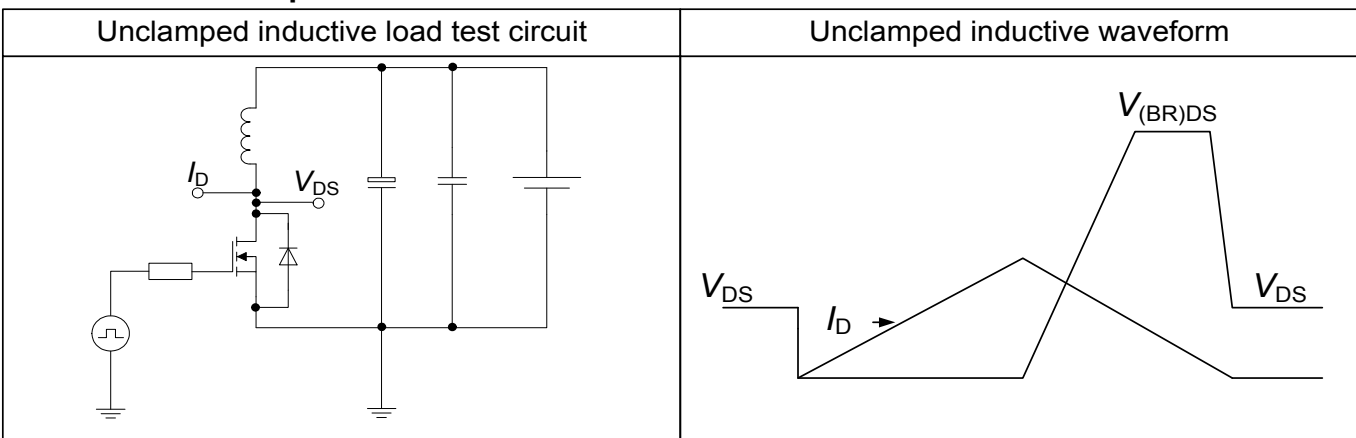 Unclamped inductive load test circuit
Unclamped inductive waveform
V(BR)DS
ID
VDS
VDS
ID
VDS